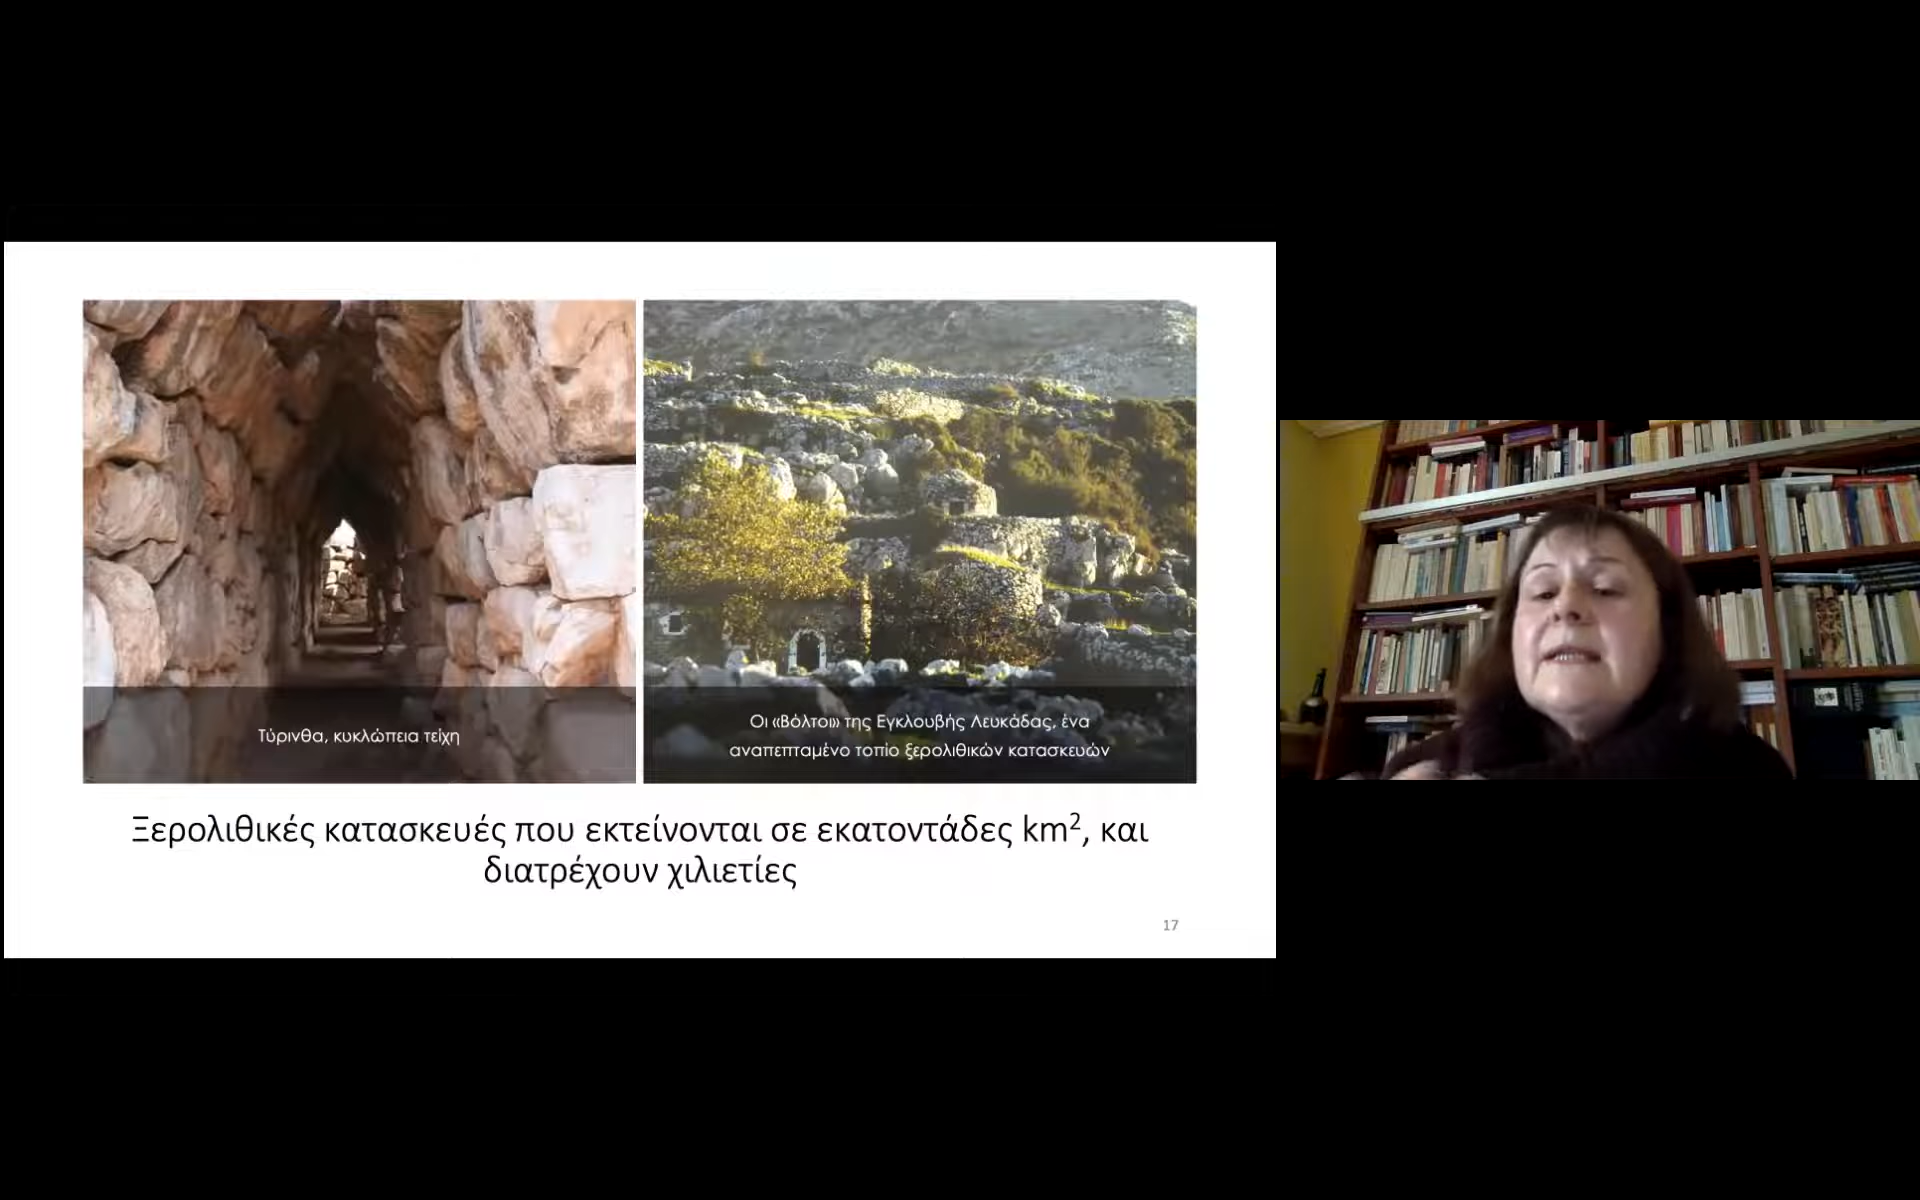 Τύρινθα, κυκλώπεια τείχη
Οι «Βόλτοι» της Εγκλουβής Λευκάδας, ένα
αναπεπταμένο τοπίο ξερολιθικών κατασκευών
Ξερολιθικές κατασκευές που εκτείνονται σε εκατοντάδες km², και
διατρέχουν χιλιετίες
17